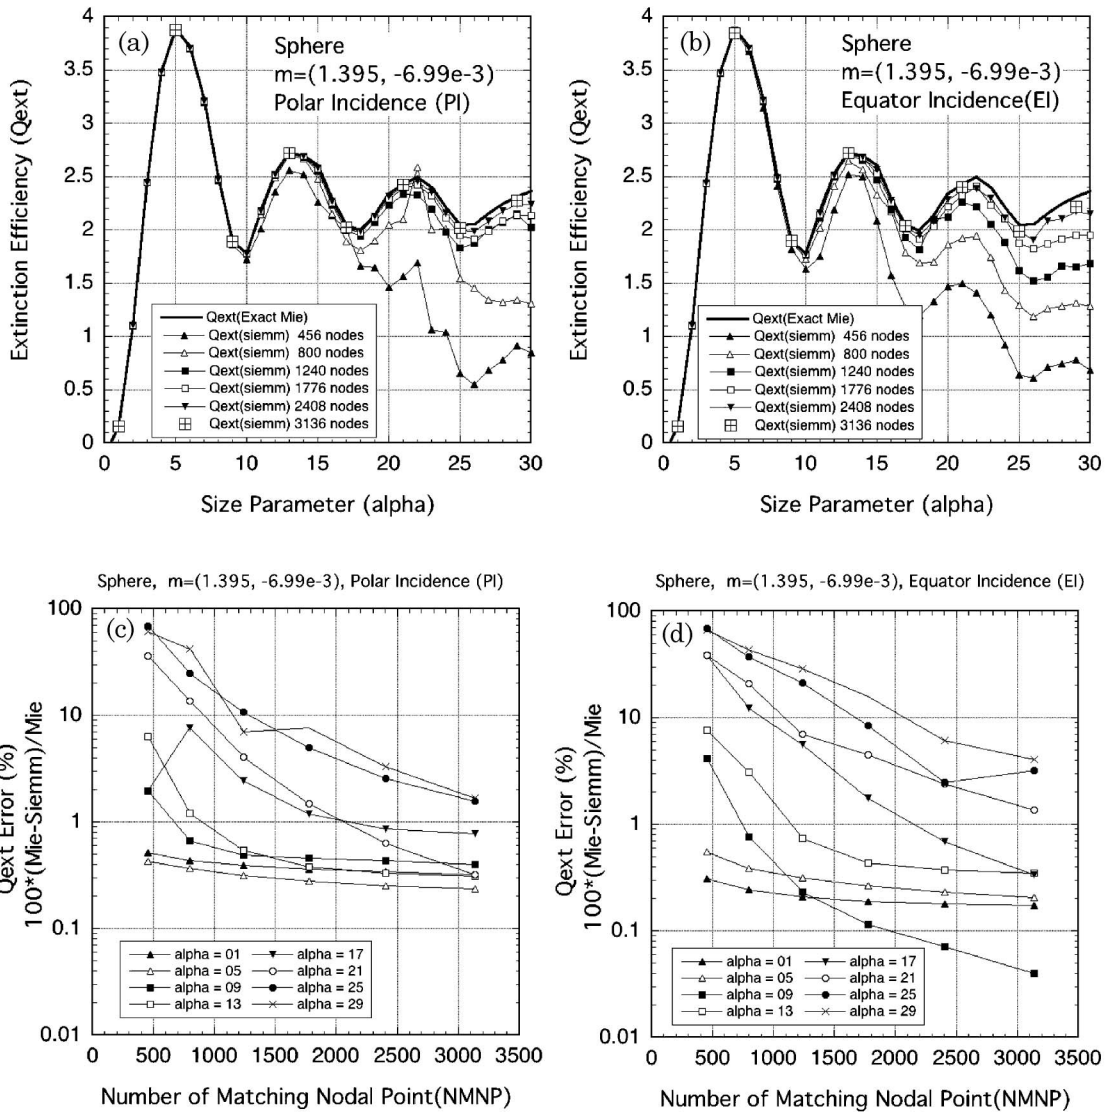 (a)
Sphere
m=(1.395, -6.99e-3)
Polar Incidence (PI)
Extinction Efficiency (Qext)
4
3.5
3
2.5
2
1.5
1
0.5
0
Qext(Exact Mie)
Qext(siemm) 456 nodes
Qext(siemm) 800 nodes
Qext(siemm) 1240 nodes
Qext(siemm) 1776 nodes
Qext(siemm) 2408 nodes
Qext(siemm) 3136 nodes
0 5 10 15 20 25 30
Size Parameter (alpha)
(b)
Sphere
m=(1.395, -6.99e-3)
Equator Incidence(EI)
Extinction Efficiency (Qext)
4
3.5
3
2.5
2
1.5
1
0.5
0
Qext(Exact Mie)
Qext(siemm) 456 nodes
Qext(siemm) 800 nodes
Qext(siemm) 1240 nodes
Qext(siemm) 1776 nodes
Qext(siemm) 2408 nodes
Qext(siemm) 3136 nodes
0 5 10 15 20 25 30
Size Parameter (alpha)
Sphere, m=(1.395, -6.99e-3), Polar Incidence (PI)
(c)
Qext Error (%)
100*(Mie-Siemm)/Mie
100
10
1
0.1
0.01
alpha = 01
alpha = 05
alpha = 09
alpha = 13
alpha = 17
alpha = 21
alpha = 25
alpha = 29
0 500 1000 1500 2000 2500 3000 3500
Number of Matching Nodal Point(NMNP)
Sphere, m=(1.395, -6.99e-3), Equator Incidence (EI)
(d)
Qext Error (%)
100*(Mie-Siemm)/Mie
100
10
1
0.1
0.01
alpha = 01
alpha = 05
alpha = 09
alpha = 13
alpha = 17
alpha = 21
alpha = 25
alpha = 29
0 500 1000 1500 2000 2500 3000 3500
Number of Matching Nodal Point(NMNP)